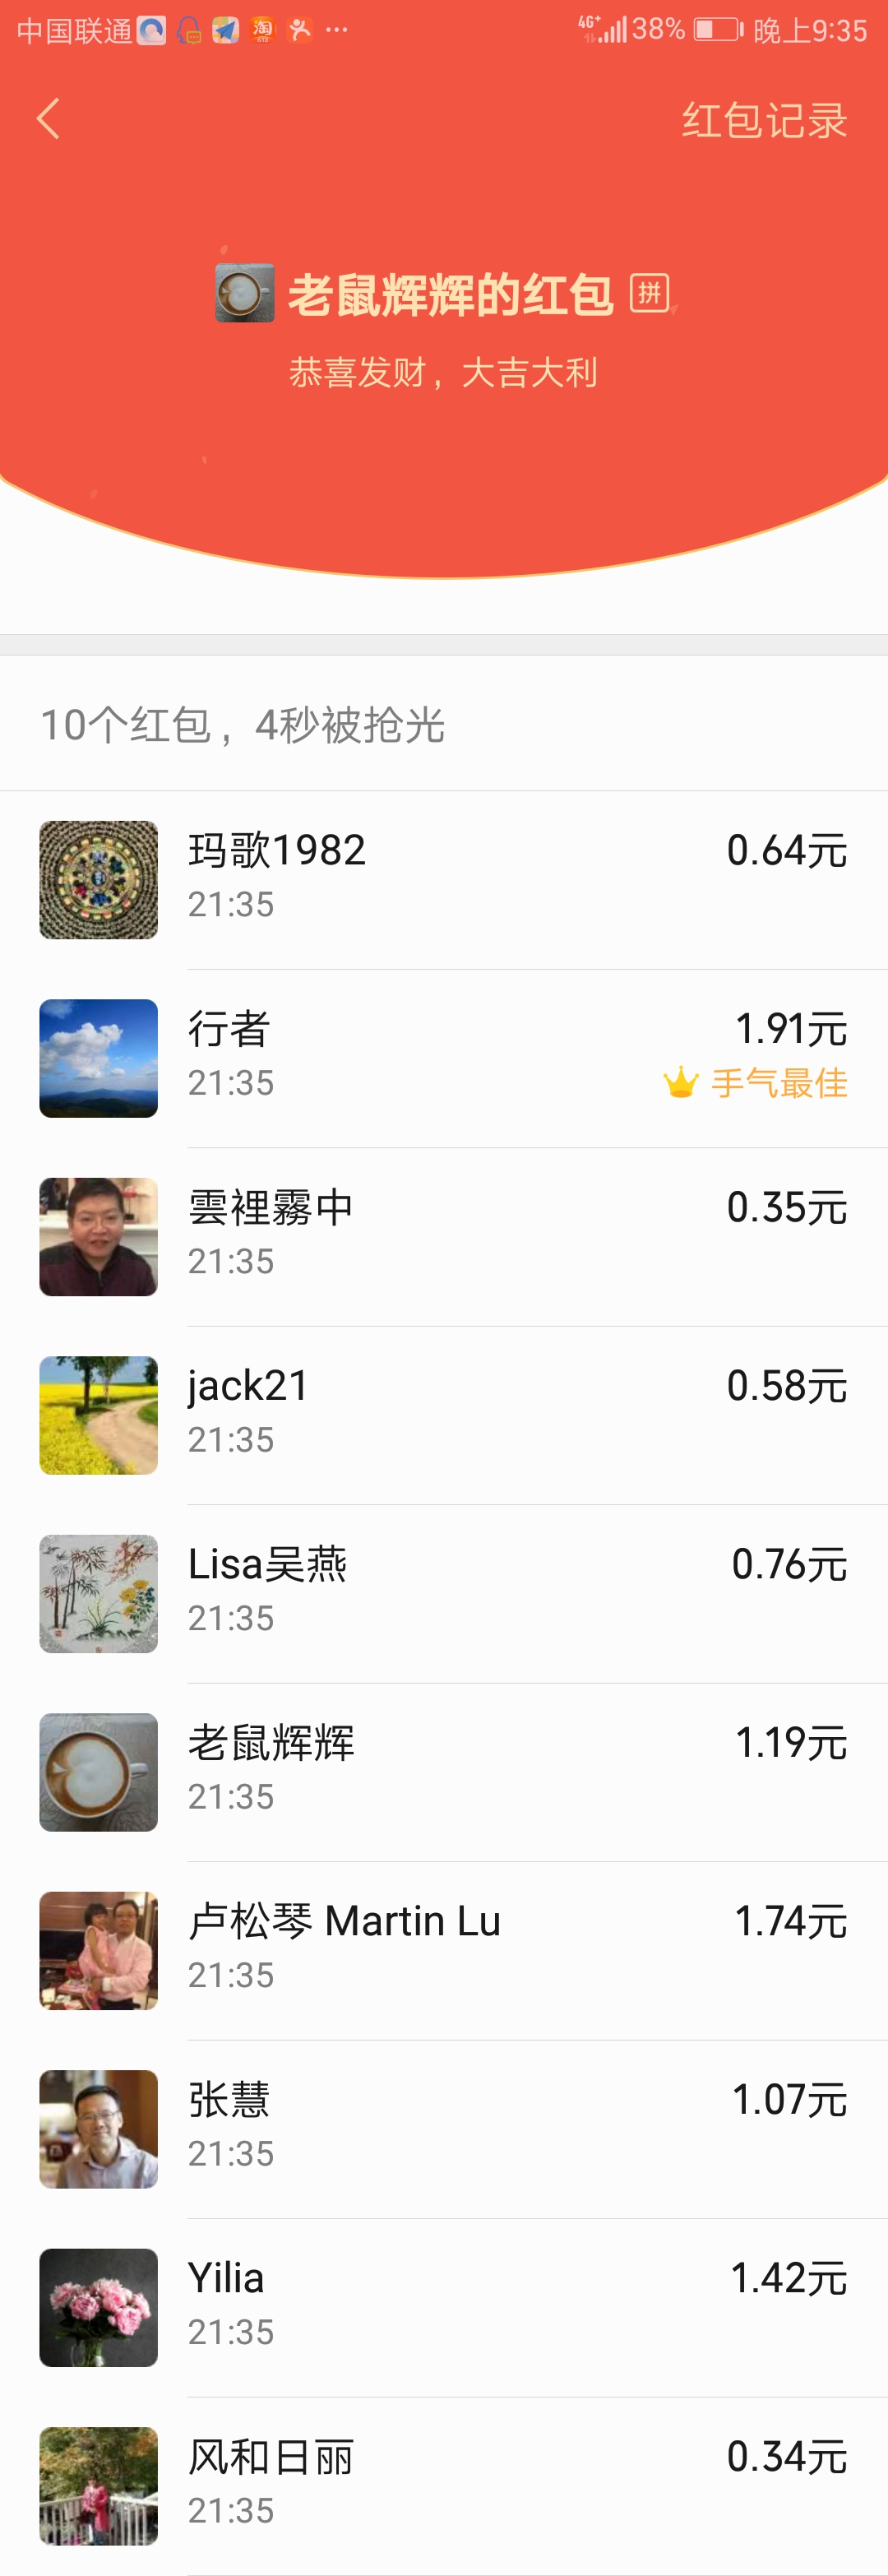 中国联通 淘 ··· 4G+ 38% 晚上9:35
红包记录
老鼠辉辉的红包 拼
恭喜发财，大吉大利
10个红包，4秒被抢光
玛歌1982 0.64元
21:35
行者 1.91元
21:35 手气最佳
雲裡霧中 0.35元
21:35
jack21 0.58元
21:35
Lisa吴燕 0.76元
21:35
老鼠辉辉 1.19元
21:35
卢松琴 Martin Lu 1.74元
21:35
张慧 1.07元
21:35
Yilia 1.42元
21:35
风和日丽 0.34元
21:35